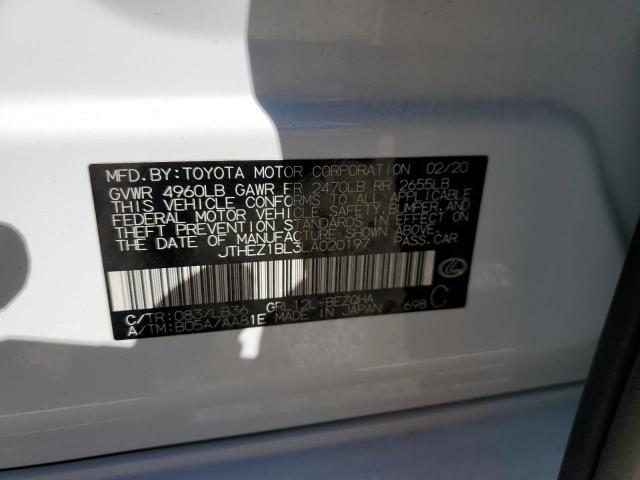 MFD. BY: TOYOTA MOTOR CORPORATION 02/20
GVWR 4960LB GAWR FR 2470LB RR 2655LB
THIS VEHICLE CONFORMS TO ALL APPLICABLE
FEDERAL MOTOR VEHICLE SAFETY, BUMPER, AND
THEFT PREVENTION STANDARDS IN EFFECT ON
THE DATE OF MANUFACTURE SHOWN ABOVE.
JTHEZ1BL3LA020197 PASS. CAR
C/TR: 083/LB36 GRL12L-BEZQHA
A/TM: B05A/AA81E MADE IN JAPAN 698 C